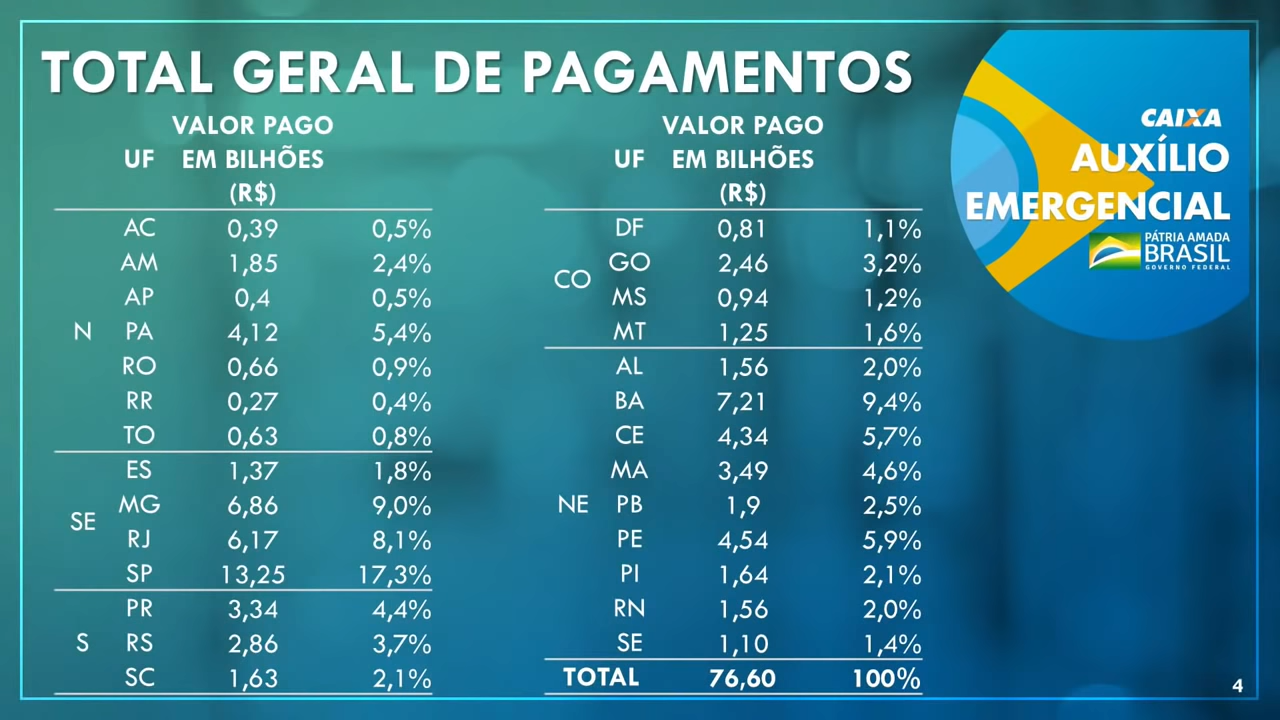 TOTAL GERAL DE PAGAMENTOS
UF VALOR PAGO EM BILHÕES (R$)
N
AC 0,39 0,5%
AM 1,85 2,4%
AP 0,4 0,5%
PA 4,12 5,4%
RO 0,66 0,9%
RR 0,27 0,4%
TO 0,63 0,8%
SE
ES 1,37 1,8%
MG 6,86 9,0%
RJ 6,17 8,1%
SP 13,25 17,3%
S
PR 3,34 4,4%
RS 2,86 3,7%
SC 1,63 2,1%
UF VALOR PAGO EM BILHÕES (R$)
CO
DF 0,81 1,1%
GO 2,46 3,2%
MS 0,94 1,2%
MT 1,25 1,6%
NE
AL 1,56 2,0%
BA 7,21 9,4%
CE 4,34 5,7%
MA 3,49 4,6%
PB 1,9 2,5%
PE 4,54 5,9%
PI 1,64 2,1%
RN 1,56 2,0%
SE 1,10 1,4%
TOTAL 76,60 100%
CAIXA
AUXÍLIO
EMERGENCIAL
PÁTRIA AMADA
BRASIL
GOVERNO FEDERAL
4